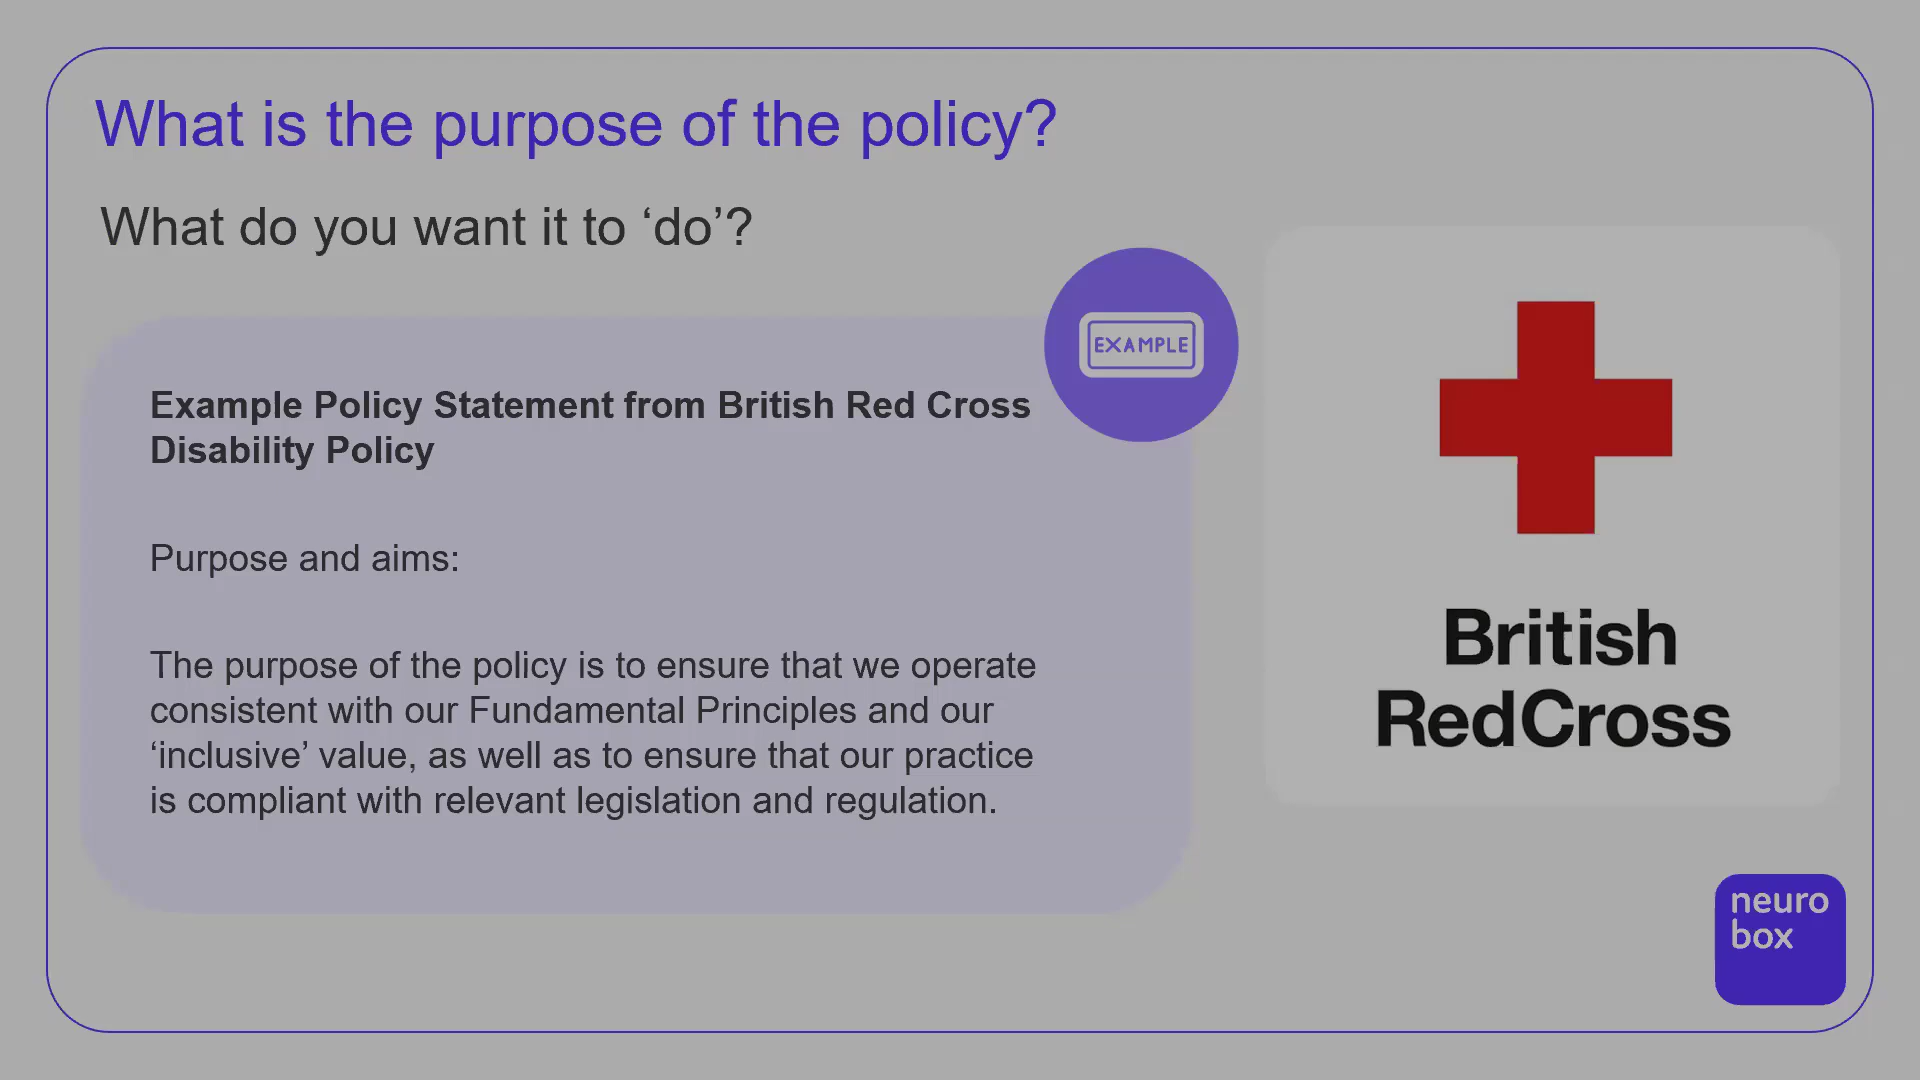 What is the purpose of the policy?
What do you want it to ‘do’?
EXAMPLE
Example Policy Statement from British Red Cross
Disability Policy
Purpose and aims:
The purpose of the policy is to ensure that we operate
consistent with our Fundamental Principles and our
‘inclusive’ value, as well as to ensure that our practice
is compliant with relevant legislation and regulation.
British
RedCross
neuro
box